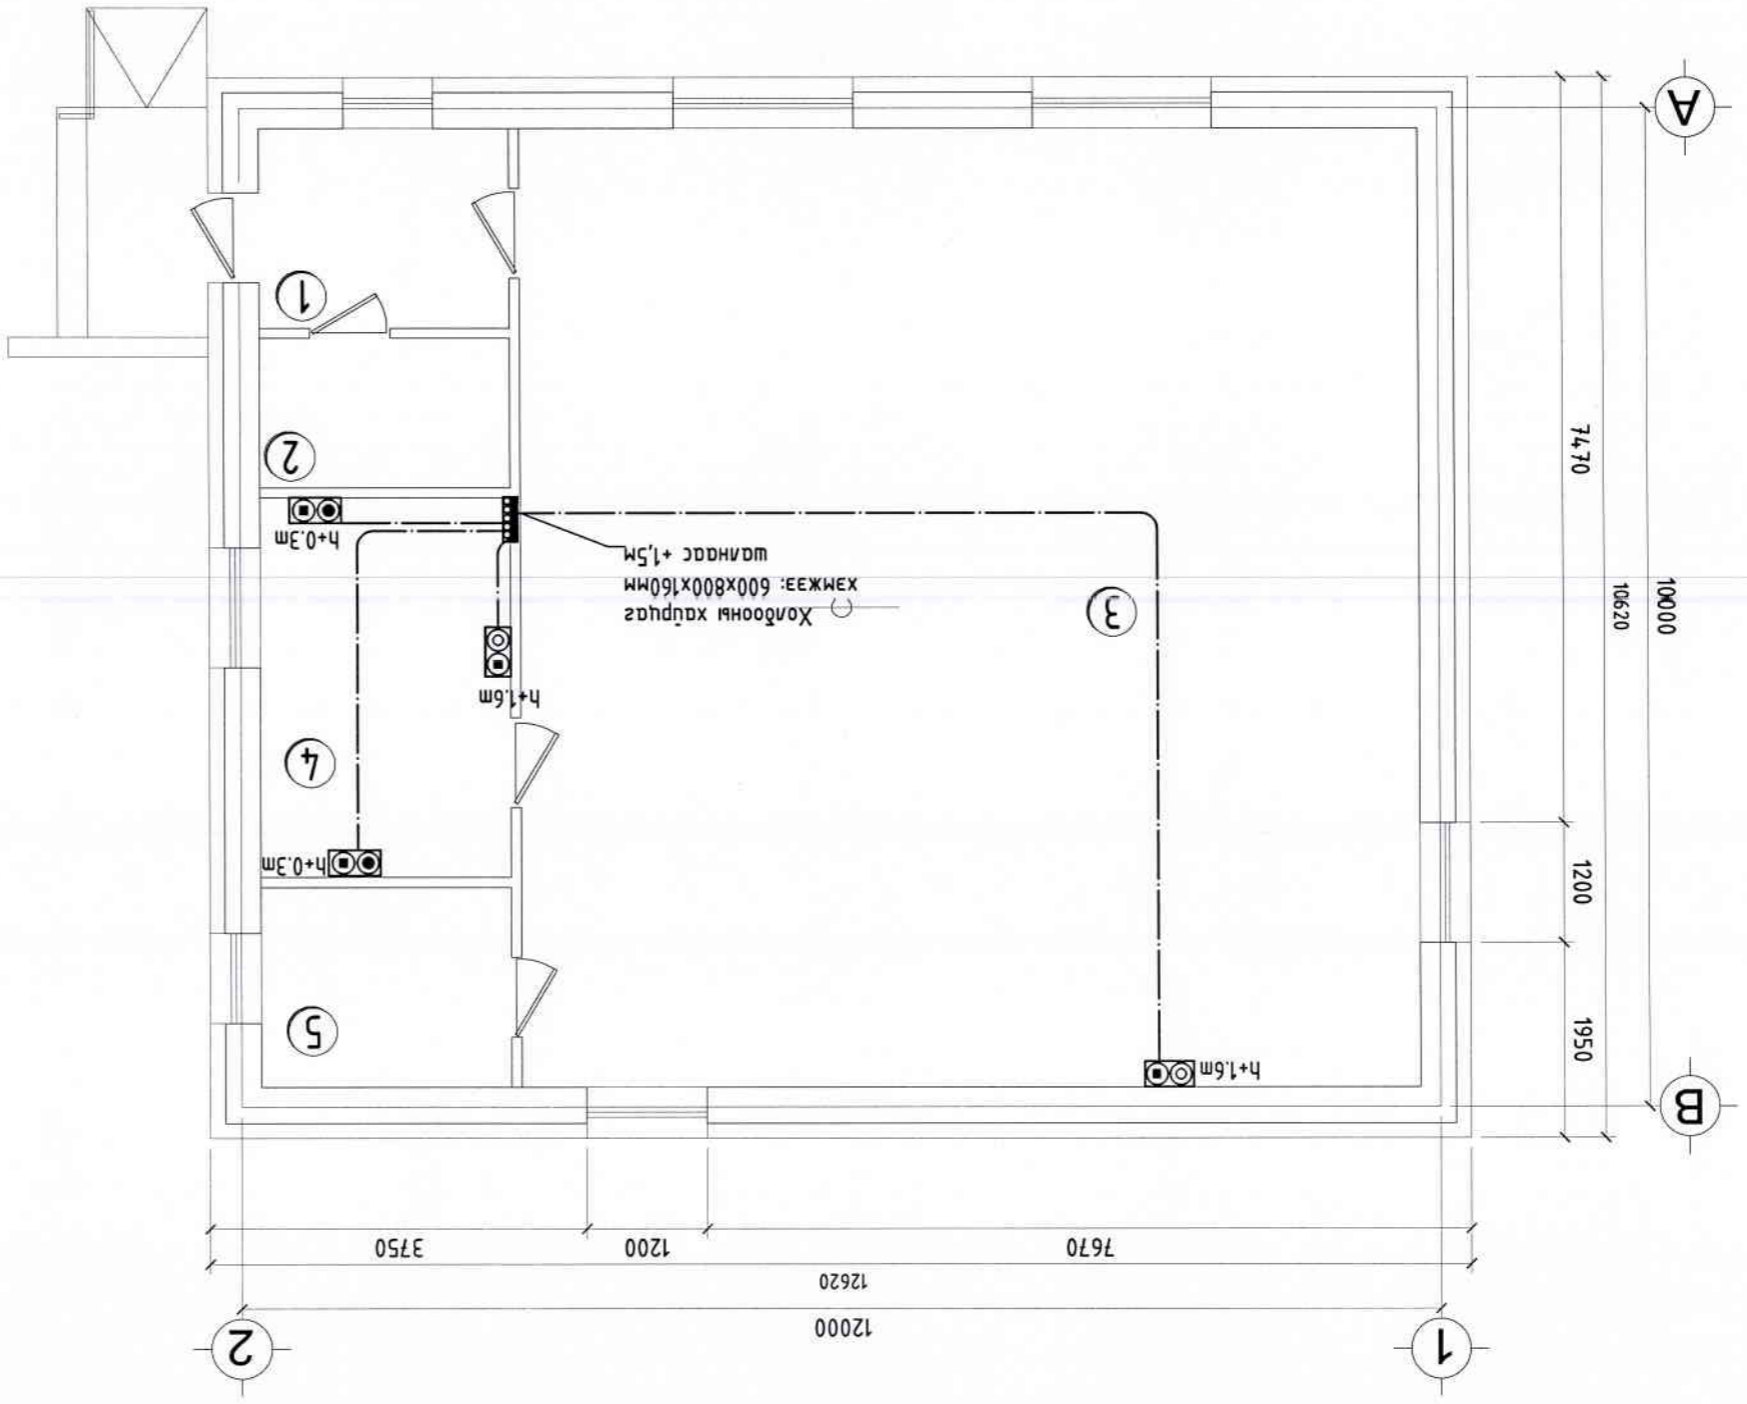 1
2
12000
12620
7670
1200
3750
B
h+1.6m
5
1950
1200
h+0.3m
4
h+1.6m
3
Холбооны хайрцаг
хэмжээ: 600x800x160мм
шалнаас +1,5м
10000
10620
h+0.3m
2
7470
1
A